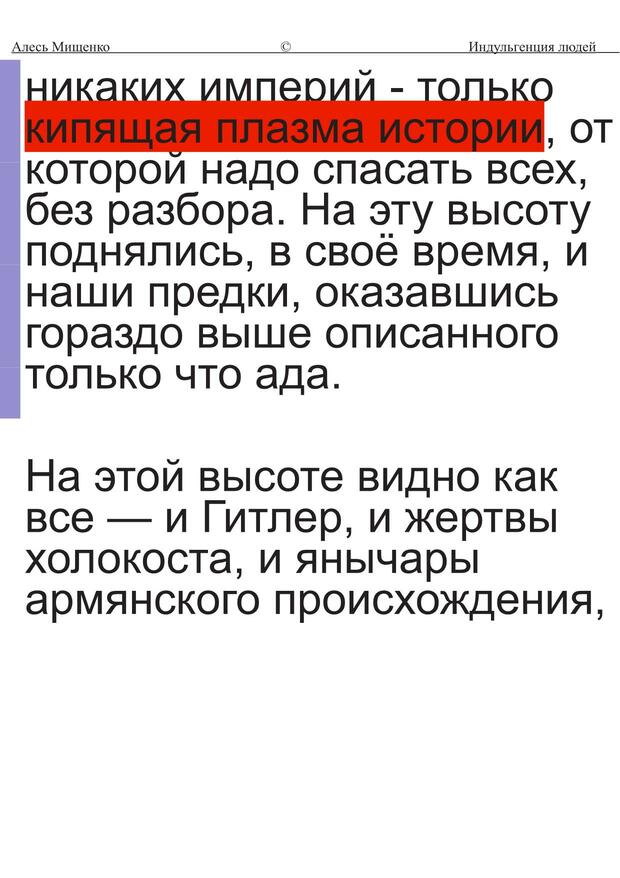 Алесь Мищенко © Индульгенция людей
никаких империй - только
кипящая плазма истории, от
которой надо спасать всех,
без разбора. На эту высоту
поднялись, в своё время, и
наши предки, оказавшись
гораздо выше описанного
только что ада.
На этой высоте видно как
все — и Гитлер, и жертвы
холокоста, и янычары
армянского происхождения,